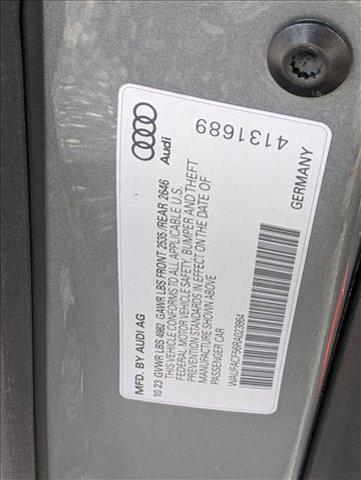 4131689
Audi
GERMANY
MFD. BY AUDI AG
10 23 GVWR LBS 4982, GAWR LBS FRONT 2535 /REAR 2646
THIS VEHICLE CONFORMS TO ALL APPLICABLE U.S.
FEDERAL MOTOR VEHICLE SAFETY, BUMPER AND THEFT
PREVENTION STANDARDS IN EFFECT ON THE DATE OF
MANUFACTURE SHOWN ABOVE
PASSENGER CAR